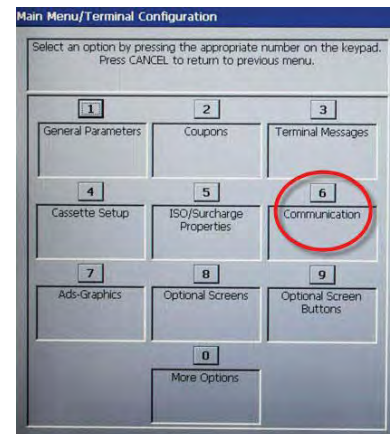 Main Menu/Terminal Configuration
Select an option by pressing the appropriate number on the keypad.
Press CANCEL to return to previous menu.
1
2
3
General Parameters
Coupons
Terminal Messages
4
5
6
Cassette Setup
ISO/Surcharge
Properties
Communication
7
8
9
Ads-Graphics
Optional Screens
Optional Screen
Buttons
0
More Options